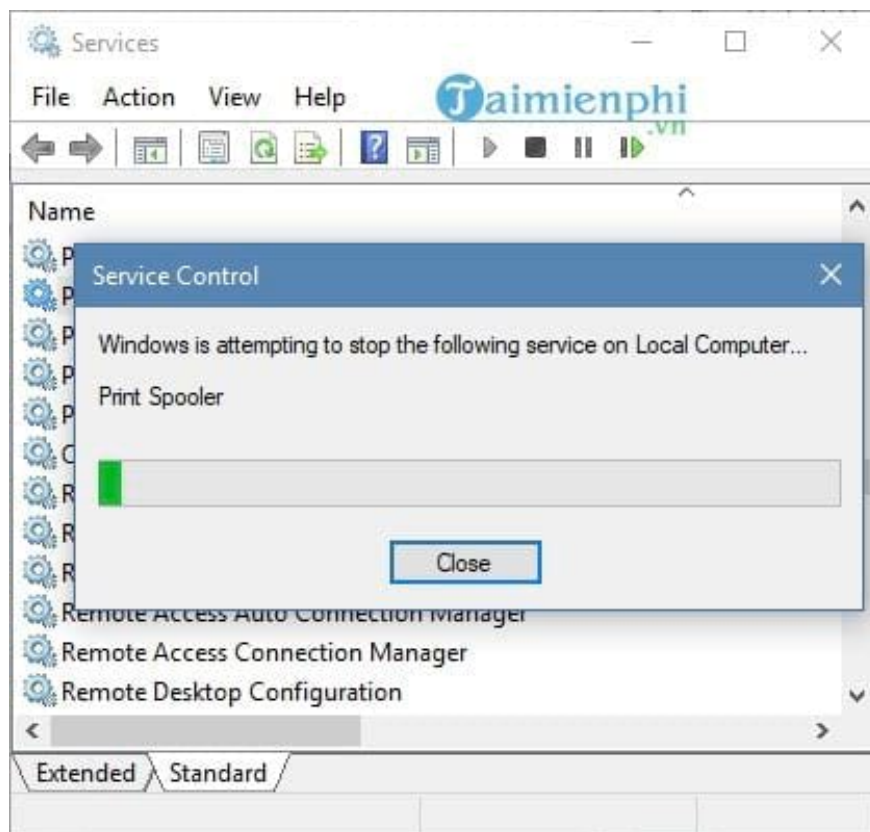 Services
File Action View Help
Taimienphi
.vn
Name
P
Service Control
P
P
Windows is attempting to stop the following service on Local Computer...
P
Print Spooler
P
C
R
R
Close
R
Remote Access Auto Connection Manager
Remote Access Connection Manager
Remote Desktop Configuration
Extended Standard